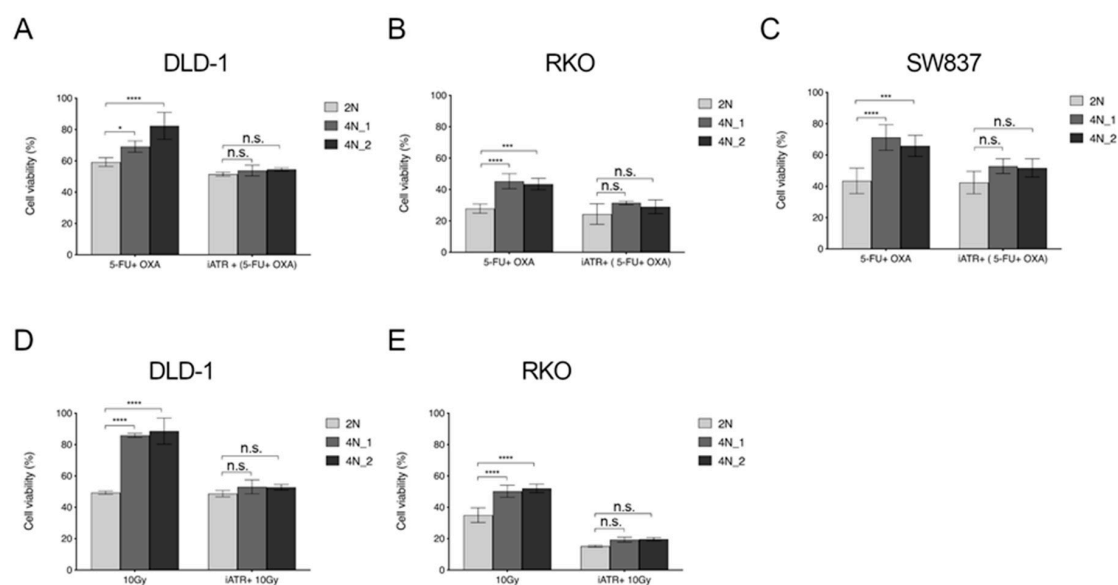 A
DLD-1
Cell viability (%)
100
80
60
40
20
0
****
*
n.s.
n.s.
5-FU+ OXA
iATR + (5-FU+ OXA)
2N
4N_1
4N_2
B
RKO
Cell viability (%)
100
80
60
40
20
0
***
****
n.s.
n.s.
5-FU+ OXA
iATR+ ( 5-FU+ OXA)
2N
4N_1
4N_2
C
SW837
Cell viability (%)
100
80
60
40
20
0
***
****
n.s.
n.s.
5-FU+ OXA
iATR+ ( 5-FU+ OXA)
2N
4N_1
4N_2
D
DLD-1
Cell viability (%)
100
80
60
40
20
0
****
****
n.s.
n.s.
10Gy
iATR+ 10Gy
2N
4N_1
4N_2
E
RKO
Cell viability (%)
100
80
60
40
20
0
****
****
n.s.
n.s.
10Gy
iATR+ 10Gy
2N
4N_1
4N_2